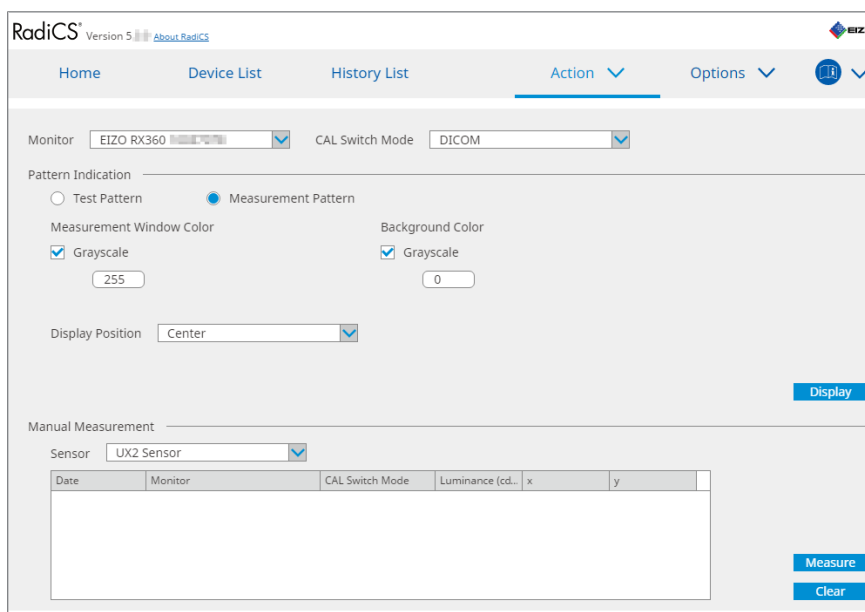 RadiCS® Version 5. About RadiCS EIZ
Home Device List History List Action Options
Monitor EIZO RX360 CAL Switch Mode DICOM
Pattern Indication
Test Pattern Measurement Pattern
Measurement Window Color Background Color
Grayscale Grayscale
255 0
Display Position Center
Display
Manual Measurement
Sensor UX2 Sensor
Date Monitor CAL Switch Mode Luminance (cd... x y
Measure
Clear